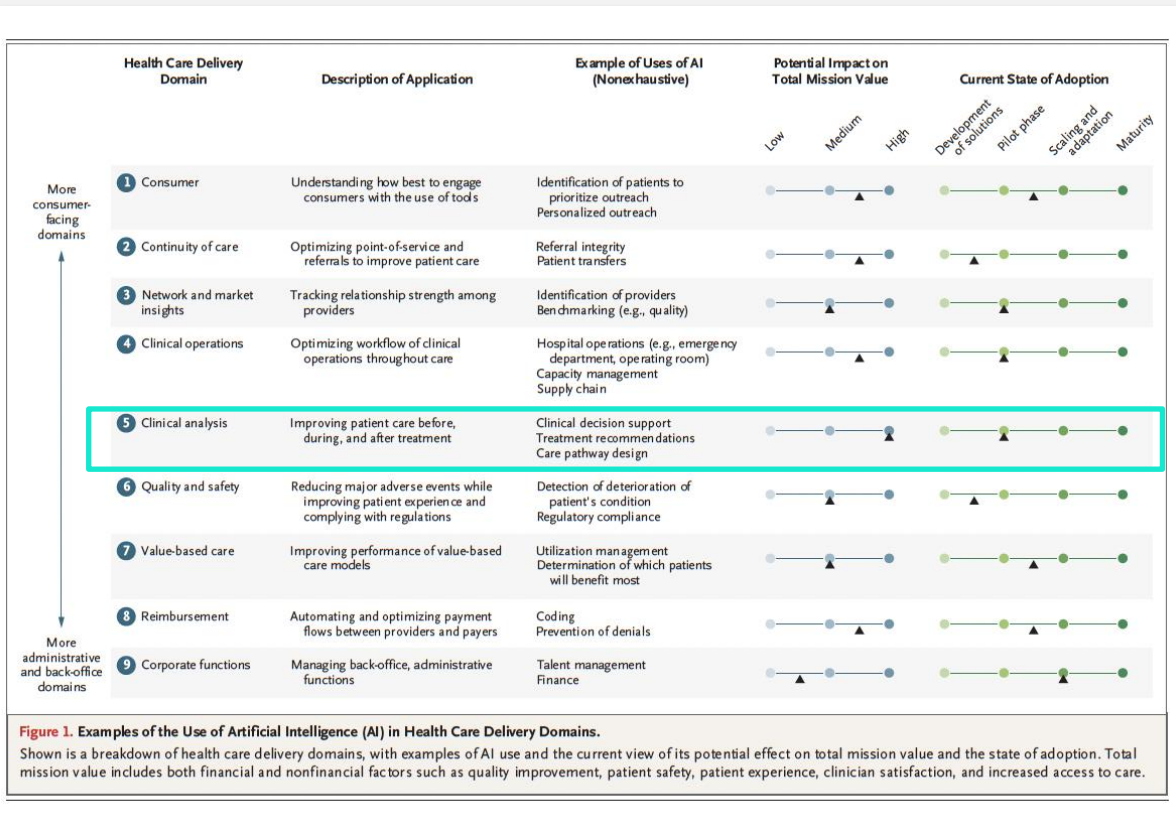 Health Care Delivery
Domain
Description of Application
Example of Uses of AI
(Nonexhaustive)
Potential Impact on
Total Mission Value
Current State of Adoption
Low
Medium
High
Development
of solutions
Pilot phase
Scaling and
adaptation
Maturity
More
consumer-
facing
domains
1 Consumer
Understanding how best to engage
consumers with the use of tools
Identification of patients to
prioritize outreach
Personalized outreach
2 Continuity of care
Optimizing point-of-service and
referrals to improve patient care
Referral integrity
Patient transfers
3 Network and market
insights
Tracking relationship strength among
providers
Identification of providers
Benchmarking (e.g., quality)
4 Clinical operations
Optimizing workflow of clinical
operations throughout care
Hospital operations (e.g., emergency
department, operating room)
Capacity management
Supply chain
5 Clinical analysis
Improving patient care before,
during, and after treatment
Clinical decision support
Treatment recommendations
Care pathway design
6 Quality and safety
Reducing major adverse events while
improving patient experience and
complying with regulations
Detection of deterioration of
patient's condition
Regulatory compliance
7 Value-based care
Improving performance of value-based
care models
Utilization management
Determination of which patients
will benefit most
8 Reimbursement
Automating and optimizing payment
flows between providers and payers
Coding
Prevention of denials
9 Corporate functions
Managing back-office, administrative
functions
Talent management
Finance
More
administrative
and back-office
domains
Figure 1. Examples of the Use of Artificial Intelligence (AI) in Health Care Delivery Domains.
Shown is a breakdown of health care delivery domains, with examples of AI use and the current view of its potential effect on total mission value and the state of adoption. Total
mission value includes both financial and nonfinancial factors such as quality improvement, patient safety, patient experience, clinician satisfaction, and increased access to care.